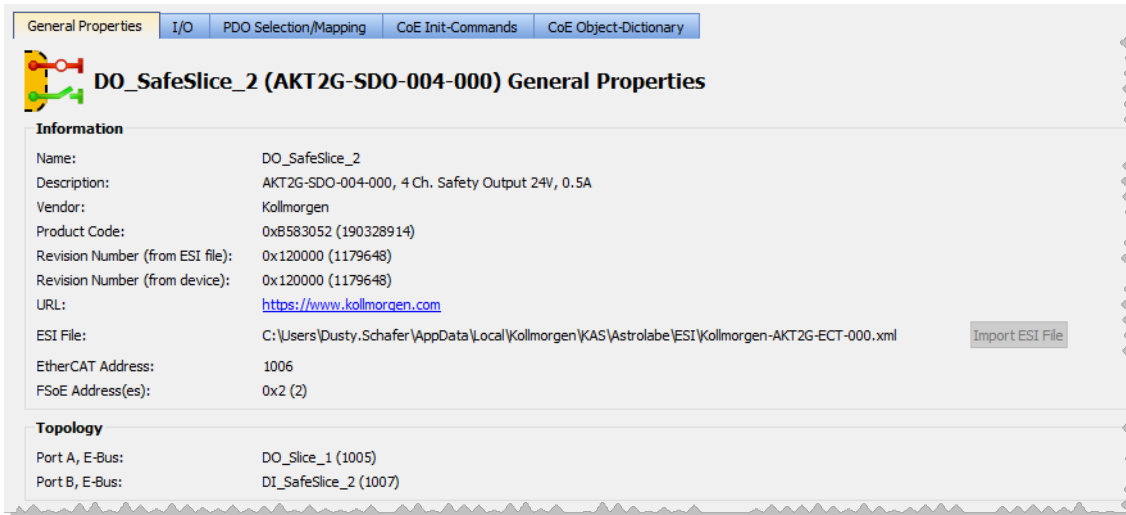 General Properties I/O PDO Selection/Mapping CoE Init-Commands CoE Object-Dictionary
DO_SafeSlice_2 (AKT2G-SDO-004-000) General Properties
Information
Name: DO_SafeSlice_2
Description: AKT2G-SDO-004-000, 4 Ch. Safety Output 24V, 0.5A
Vendor: Kollmorgen
Product Code: 0xB583052 (190328914)
Revision Number (from ESI file): 0x120000 (1179648)
Revision Number (from device): 0x120000 (1179648)
URL: https://www.kollmorgen.com
ESI File: C:\Users\Dusty.Schafer\AppData\Local\Kollmorgen\KAS\Astrolabe\ESI\Kollmorgen-AKT2G-ECT-000.xml Import ESI File
EtherCAT Address: 1006
FSoE Address(es): 0x2 (2)
Topology
Port A, E-Bus: DO_Slice_1 (1005)
Port B, E-Bus: DI_SafeSlice_2 (1007)